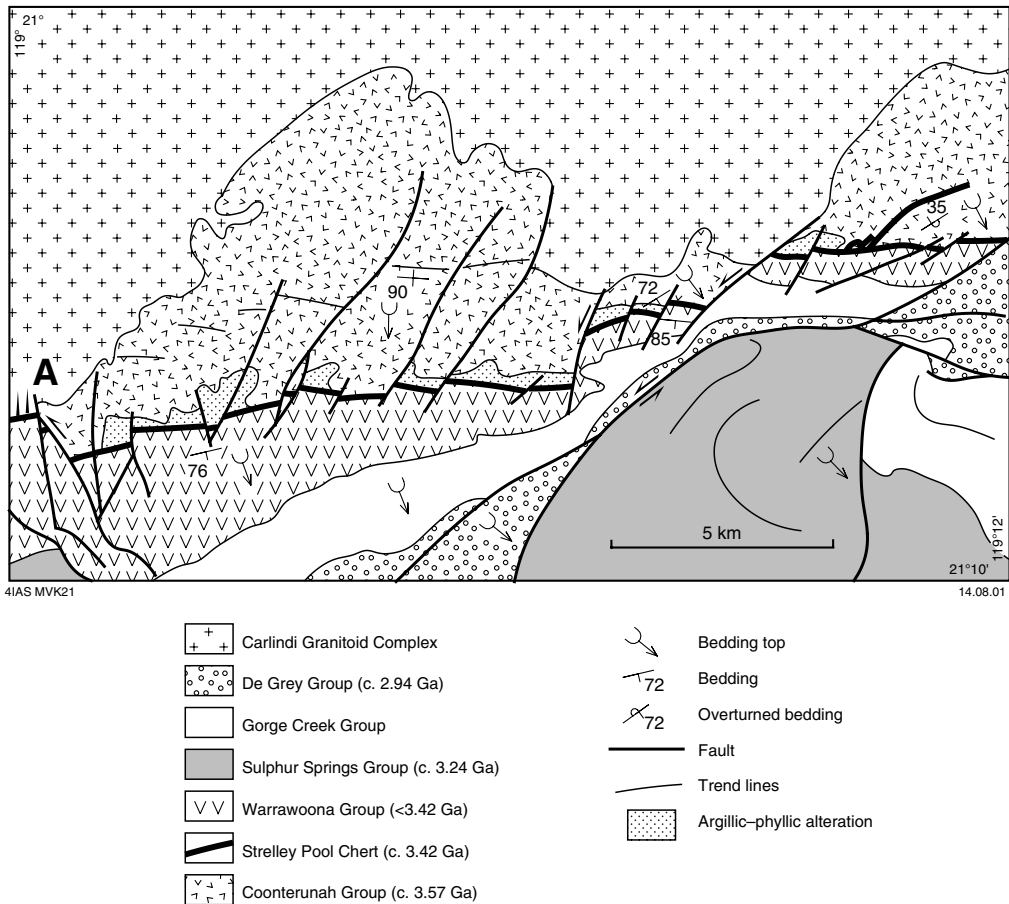 21°
119°
35
90
72
85
A
76
5 km
119°12'
21°10'
4IAS MVK21
14.08.01
Carlindi Granitoid Complex
De Grey Group (c. 2.94 Ga)
Gorge Creek Group
Sulphur Springs Group (c. 3.24 Ga)
Warrawoona Group (<3.42 Ga)
Strelley Pool Chert (c. 3.42 Ga)
Coonterunah Group (c. 3.57 Ga)
Bedding top
72
Bedding
72
Overturned bedding
Fault
Trend lines
Argillic–phyllic alteration